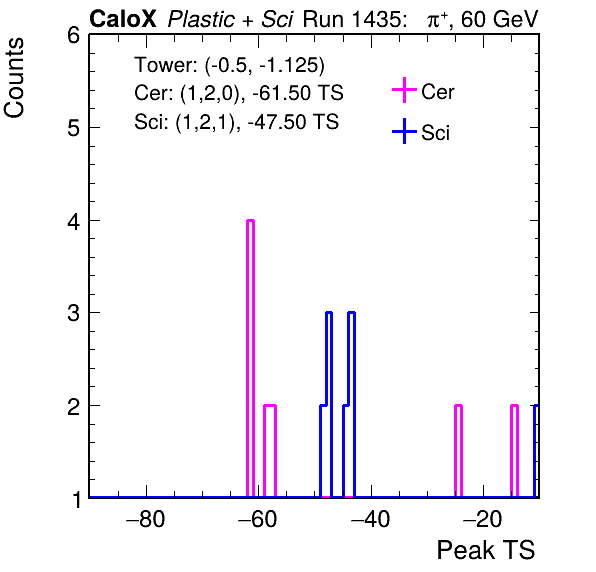 CaloX Plastic + Sci Run 1435: π+, 60 GeV
Counts
Tower: (-0.5, -1.125)
Cer: (1,2,0), -61.50 TS
Sci: (1,2,1), -47.50 TS
Cer
Sci
6
5
4
3
2
1
−80 −60 −40 −20
Peak TS